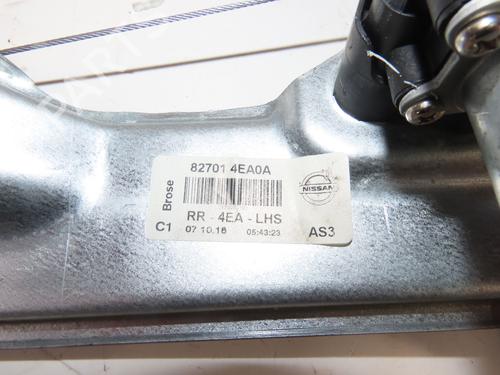 82701 4EA0A
Brose
NISSAN
RR - 4EA - LHS
C1 07.10.16 05:43:23 AS3